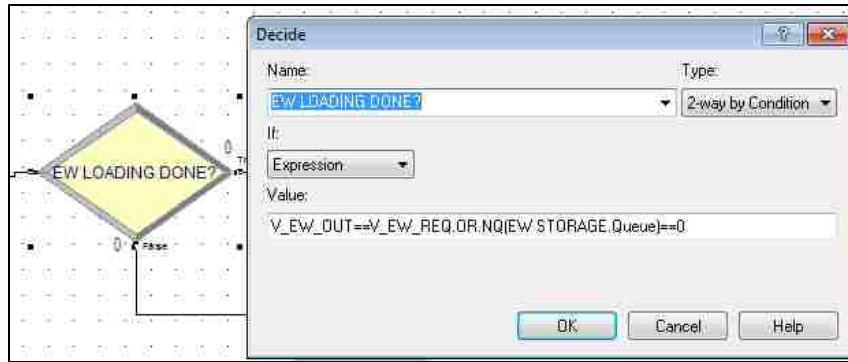 Decide
Name:
Type:
EW LOADING DONE?
2-way by Condition
If:
Expression
Value:
V_EW_OUT==V_EW_REQ.OR.NQ(EW STORAGE.Queue)==0
OK
Cancel
Help
EW LOADING DONE?
0
0
False